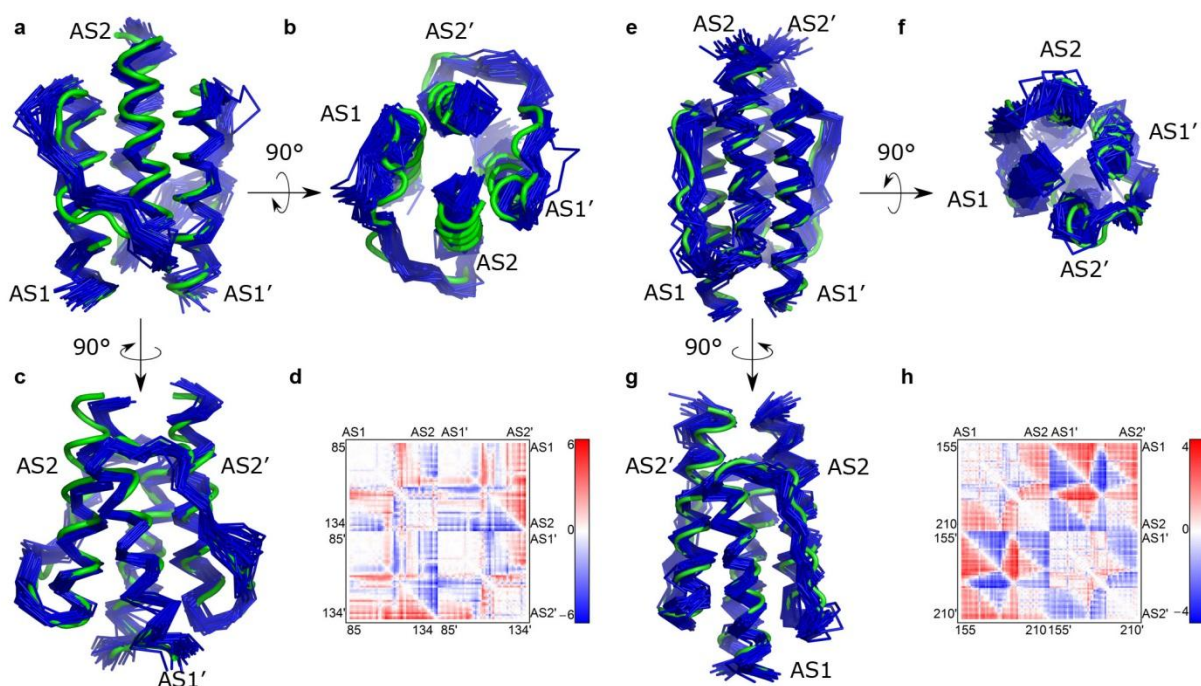 a
AS2
AS1
AS1′
90°
b
AS2′
AS1
AS1′
AS2
90°
c
AS2
AS2′
AS1′
d
AS1 AS2 AS1' AS2'
85
134
85'
134'
AS1
AS2
AS1'
AS2'
85 134 85' 134'
6
0
−6
e
AS2 AS2′
AS1
AS1′
90°
f
AS2
AS1′
AS1
AS2′
90°
g
AS2′
AS2
AS1
h
AS1 AS2 AS1' AS2'
155
210
155'
210'
AS1
AS2
AS1'
AS2'
155 210 155' 210'
4
0
−4